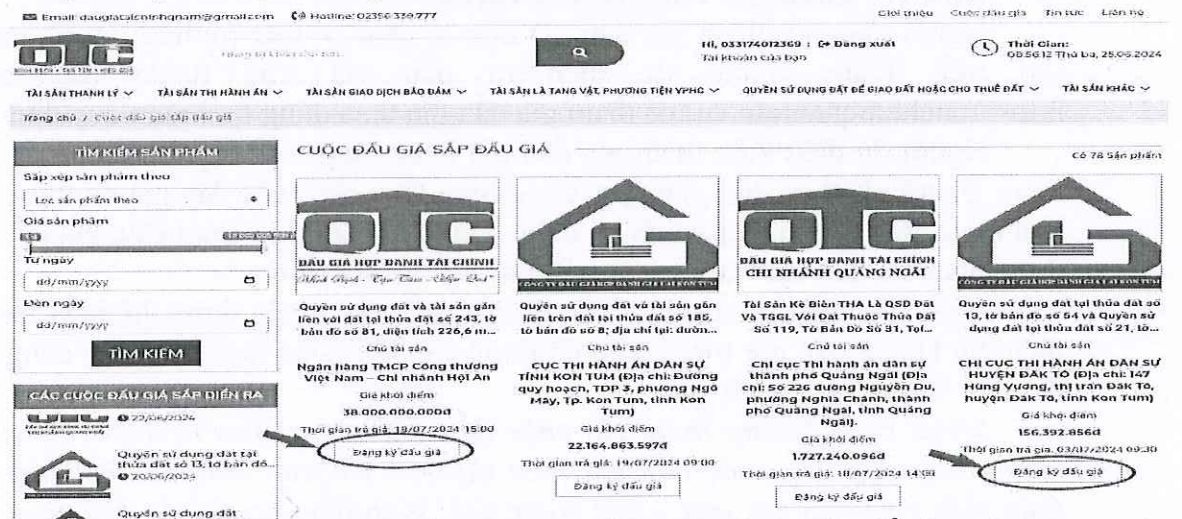 Hotline: 02356 339.777
Giới thiệu Cuộc đấu giá Tin tức Liên hệ
QTC
Hi, 033174012369 : Đăng xuất
Tài khoản của bạn
Thời Gian:
08:56:12 Thứ ba, 25.06.2024
TÀI SẢN THANH LÝ TÀI SẢN THI HÀNH ÁN TÀI SẢN GIAO DỊCH BẢO ĐẢM TÀI SẢN LÀ TANG VẬT, PHƯƠNG TIỆN VPHC QUYỀN SỬ DỤNG ĐẤT ĐỂ GIAO ĐẤT HOẶC CHO THUÊ ĐẤT TÀI SẢN KHÁC
Trang chủ / Cuộc đấu giá sắp đấu giá
TÌM KIẾM SẢN PHẨM
Sắp xếp sản phẩm theo
Lọc sản phẩm theo
Giá sản phẩm
Từ ngày
dd/mm/yyyy
Đến ngày
dd/mm/yyyy
TÌM KIẾM
CÁC CUỘC ĐẤU GIÁ SẮP DIỄN RA
22/06/2024
Quyền sử dụng đất tại
thửa đất số 13, tờ bản đồ...
20/06/2024
Quyền sử dụng đất
CUỘC ĐẤU GIÁ SẮP ĐẤU GIÁ
Có 78 Sản phẩm
QTC
ĐẤU GIÁ HỢP DANH TÀI CHÍNH
Quyền sử dụng đất và tài sản gắn
liền với đất tại thửa đất số 243, tờ
bản đồ số 81, diện tích 226,6 m...
Chủ tài sản
Ngân hàng TMCP Công thương
Việt Nam – Chi nhánh Hội An
Giá khởi điểm
38.000.000.000đ
Thời gian trả giá: 18/07/2024 15:00
Đăng ký đấu giá
CÔNG TY ĐẤU GIÁ HỢP DANH GIA LAI KON TUM
Quyền sử dụng đất và tài sản gắn
liền trên đất tại thửa đất số 185,
tờ bản đồ số 8; địa chỉ tại: đườn...
Chủ tài sản
CỤC THI HÀNH ÁN DÂN SỰ
TỈNH KON TUM (Địa chỉ: Đường
quy hoạch, TDP 3, phường Ngô
Mây, Tp. Kon Tum, tỉnh Kon
Tum)
Giá khởi điểm
22.164.863.597đ
Thời gian trả giá: 19/07/2024 09:00
Đăng ký đấu giá
QTC
ĐẤU GIÁ HỢP DANH TÀI CHÍNH
CHI NHÁNH QUẢNG NGÃI
Tài Sản Kê Biên THA Là QSD Đất
Và TSGL Với Đất Thuộc Thửa Đất
Số 119, Tờ Bản Đồ Số 31, Tọi...
Chủ tài sản
Chi cục Thi hành án dân sự
thành phố Quảng Ngãi (Địa
chỉ: Số 226 đường Nguyễn Du,
phường Nghĩa Chánh, thành
phố Quảng Ngãi, tỉnh Quảng
Ngãi).
Giá khởi điểm
1.727.240.096đ
Thời gian trả giá: 18/07/2024 14:00
Đăng ký đấu giá
CÔNG TY ĐẤU GIÁ HỢP DANH GIA LAI KON TUM
Quyền sử dụng đất tại thửa đất số
13, tờ bản đồ số 54 và Quyền sử
dụng đất tại thửa đất số 21, tờ...
Chủ tài sản
CHI CỤC THI HÀNH ÁN DÂN SỰ
HUYỆN ĐĂK TÔ (Địa chỉ: 147
Hùng Vương, thị trấn Đăk Tô,
huyện Đăk Tô, tỉnh Kon Tum)
Giá khởi điểm
156.392.856đ
Thời gian trả giá: 03/07/2024 09:30
Đăng ký đấu giá